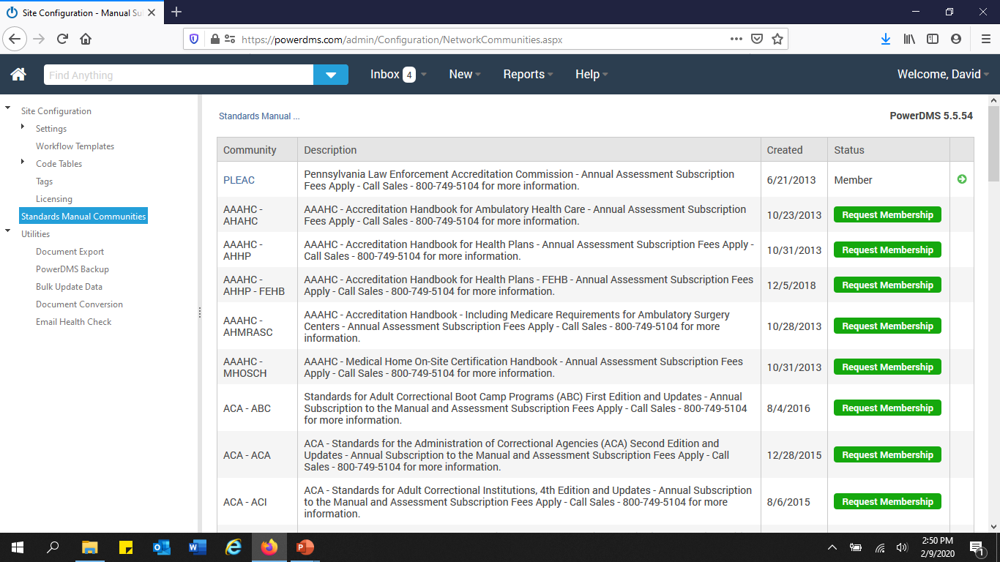 Site Configuration - Manual Su
https://powerdms.com/admin/Configuration/NetworkCommunities.aspx
Find Anything
Inbox 4 New Reports Help Welcome, David
Site Configuration
Settings
Workflow Templates
Code Tables
Tags
Licensing
Standards Manual Communities
Utilities
Document Export
PowerDMS Backup
Bulk Update Data
Document Conversion
Email Health Check
Standards Manual ... PowerDMS 5.5.54
Community Description Created Status
PLEAC
Pennsylvania Law Enforcement Accreditation Commission - Annual Assessment Subscription
Fees Apply - Call Sales - 800-749-5104 for more information.
6/21/2013 Member
AAAHC -
AHAHC
AAAHC - Accreditation Handbook for Ambulatory Health Care - Annual Assessment Subscription
Fees Apply - Call Sales - 800-749-5104 for more information.
10/23/2013 Request Membership
AAAHC -
AHHP
AAAHC - Accreditation Handbook for Health Plans - Annual Assessment Subscription Fees Apply -
Call Sales - 800-749-5104 for more information.
10/31/2013 Request Membership
AAAHC -
AHHP - FEHB
AAAHC - Accreditation Handbook for Health Plans - FEHB - Annual Assessment Subscription Fees
Apply - Call Sales - 800-749-5104 for more information.
12/5/2018 Request Membership
AAAHC -
AHMRASC
AAAHC - Accreditation Handbook - Including Medicare Requirements for Ambulatory Surgery
Centers - Annual Assessment Subscription Fees Apply - Call Sales - 800-749-5104 for more
information.
10/28/2013 Request Membership
AAAHC -
MHOSCH
AAAHC - Medical Home On-Site Certification Handbook - Annual Assessment Subscription Fees
Apply - Call Sales - 800-749-5104 for more information.
10/31/2013 Request Membership
ACA - ABC
Standards for Adult Correctional Boot Camp Programs (ABC) First Edition and Updates - Annual
Subscription to the Manual and Assessment Subscription Fees Apply - Call Sales - 800-749-5104
for more information.
8/4/2016 Request Membership
ACA - ACA
ACA - Standards for the Administration of Correctional Agencies (ACA) Second Edition and
Updates - Annual Subscription to the Manual and Assessment Subscription Fees Apply - Call
Sales - 800-749-5104 for more information.
12/28/2015 Request Membership
ACA - ACI
ACA - Standards for Adult Correctional Institutions, 4th Edition and Updates - Annual Subscription
to the Manual and Assessment Subscription Fees Apply - Call Sales - 800-749-5104 for more
information.
8/6/2015 Request Membership
2:50 PM
2/9/2020
1